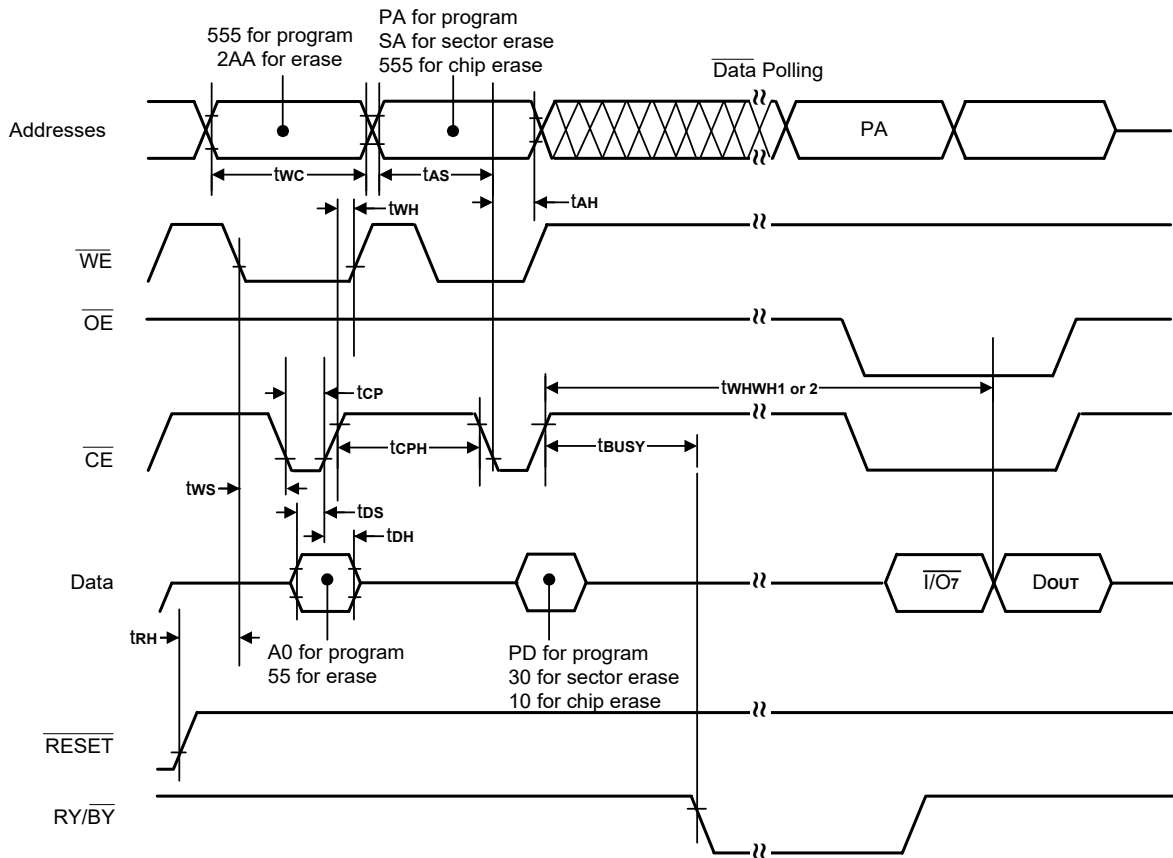 555 for program
2AA for erase
PA for program
SA for sector erase
555 for chip erase
Data Polling
Addresses
PA
tWC
tAS
tWH
tAH
WE
OE
tCP
tWHWH1 or 2
CE
tCPH
tBUSY
tWS
tDS
tDH
Data
I/O7
DOUT
tRH
A0 for program
55 for erase
PD for program
30 for sector erase
10 for chip erase
RESET
RY/BY